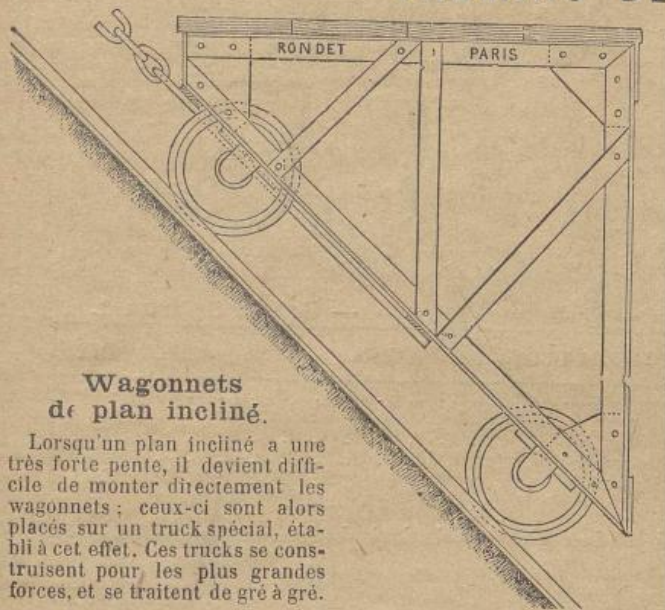 RONDET PARIS
Wagonnets
de plan incliné.
Lorsqu'un plan incliné a une
très forte pente, il devient diffi-
cile de monter directement les
wagonnets ; ceux-ci sont alors
placés sur un truck spécial, éta-
bli à cet effet. Ces trucks se cons-
truisent pour les plus grandes
forces, et se traitent de gré à gré.